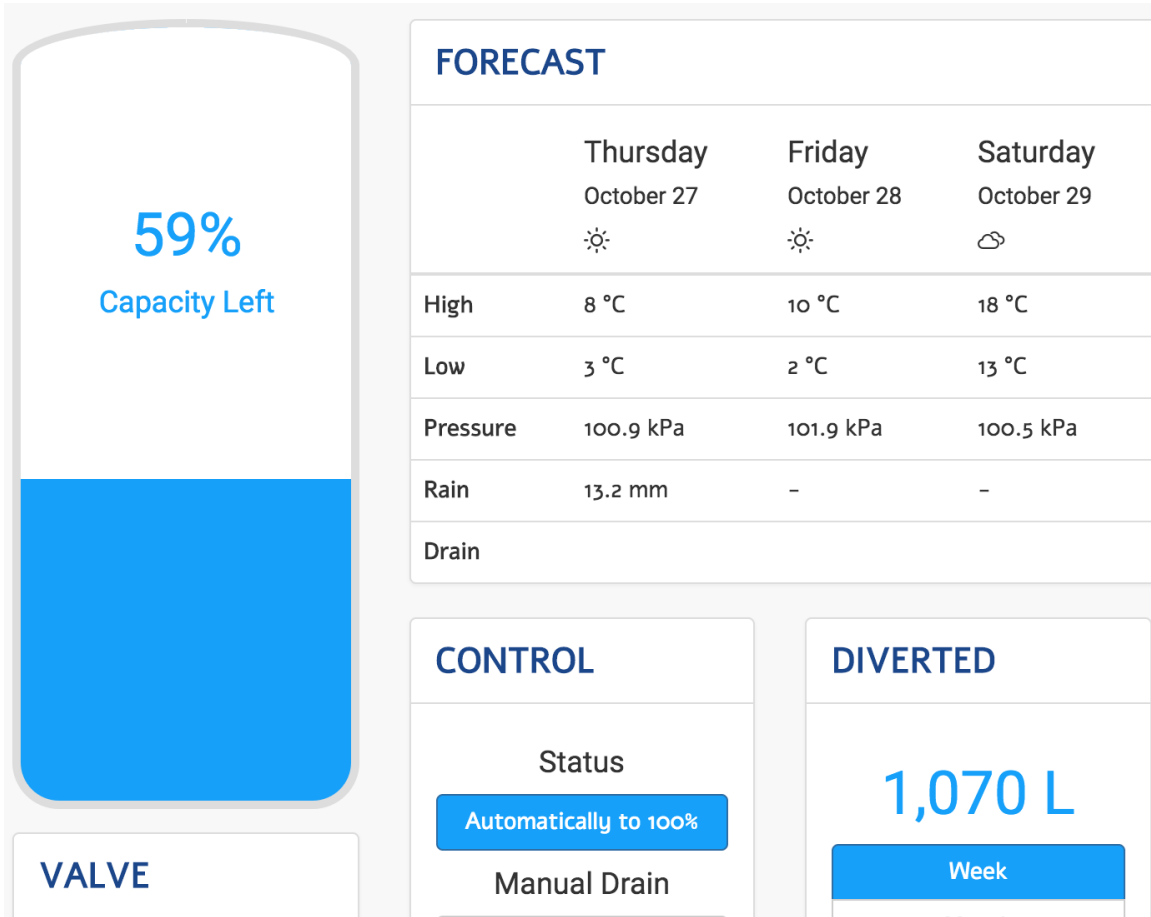 59%
Capacity Left
FORECAST
Thursday Friday Saturday
October 27 October 28 October 29
High 8 °C 10 °C 18 °C
Low 3 °C 2 °C 13 °C
Pressure 100.9 kPa 101.9 kPa 100.5 kPa
Rain 13.2 mm – –
Drain
CONTROL
Status
Automatically to 100%
Manual Drain
DIVERTED
1,070 L
Week
VALVE